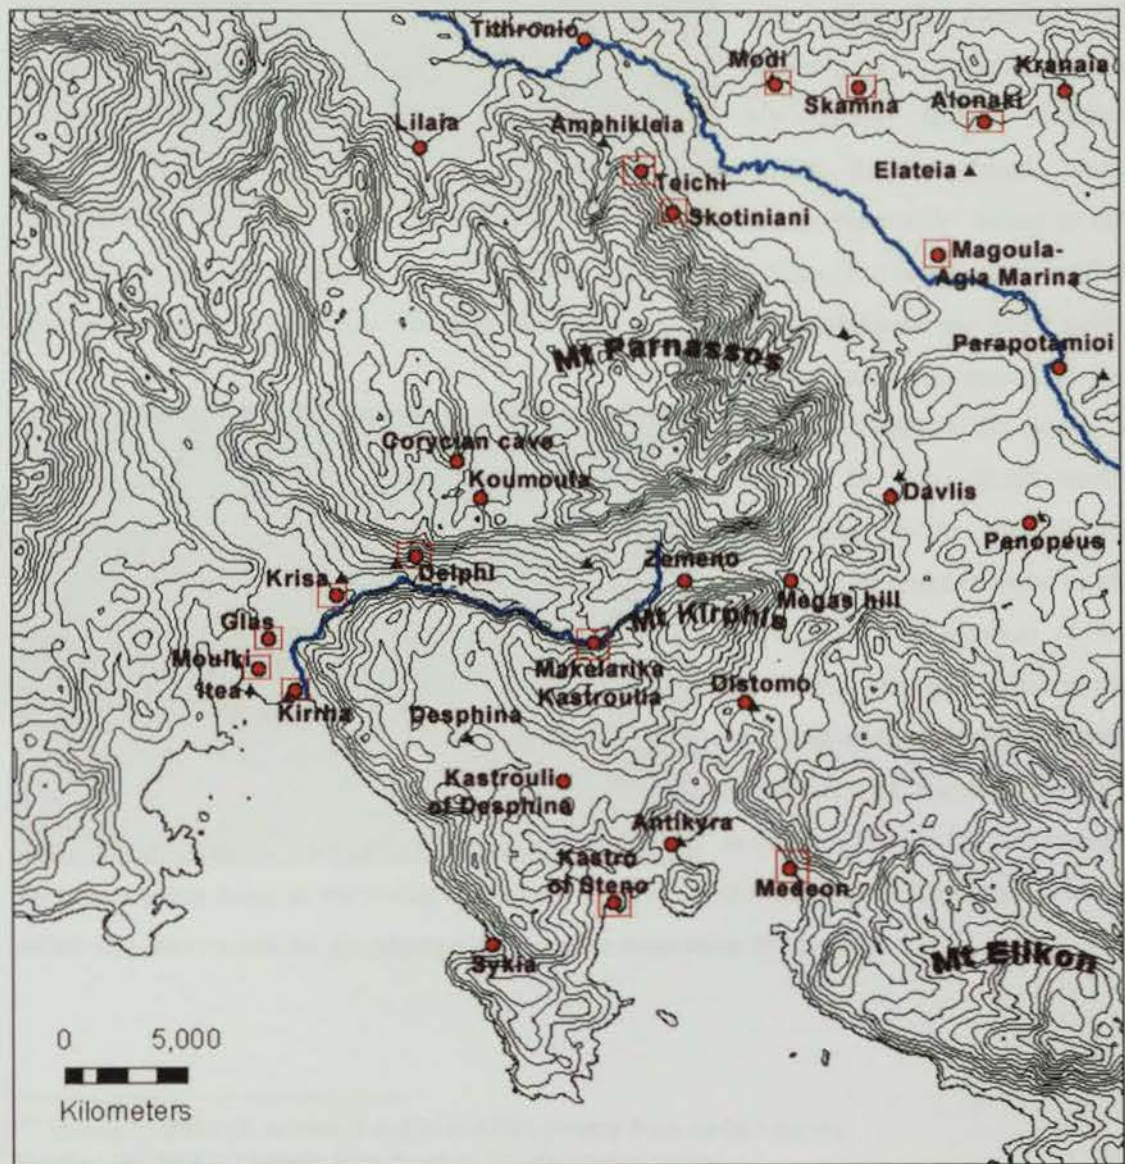 Tithronio
Modi
Kranaia
Skamna
Alonaki
Lilaia
Amphikleia
Elateia
Teichi
Skotiniani
Magoula-
Agia Marina
Mt Parnassos
Parapotamioi
Corycian cave
Koumoula
Davlis
Panopeus
Delphi
Zemeno
Krisa
Megas hill
Mt Kirphis
Glas
Moulki
Itea
Kirrha
Makelarika
Kastroulia
Distomo
Desphina
Kastrouli
of Desphina
Antikyra
Kastro
of Steno
Medeon
Sykia
Mt Elikon
0 5,000
Kilometers